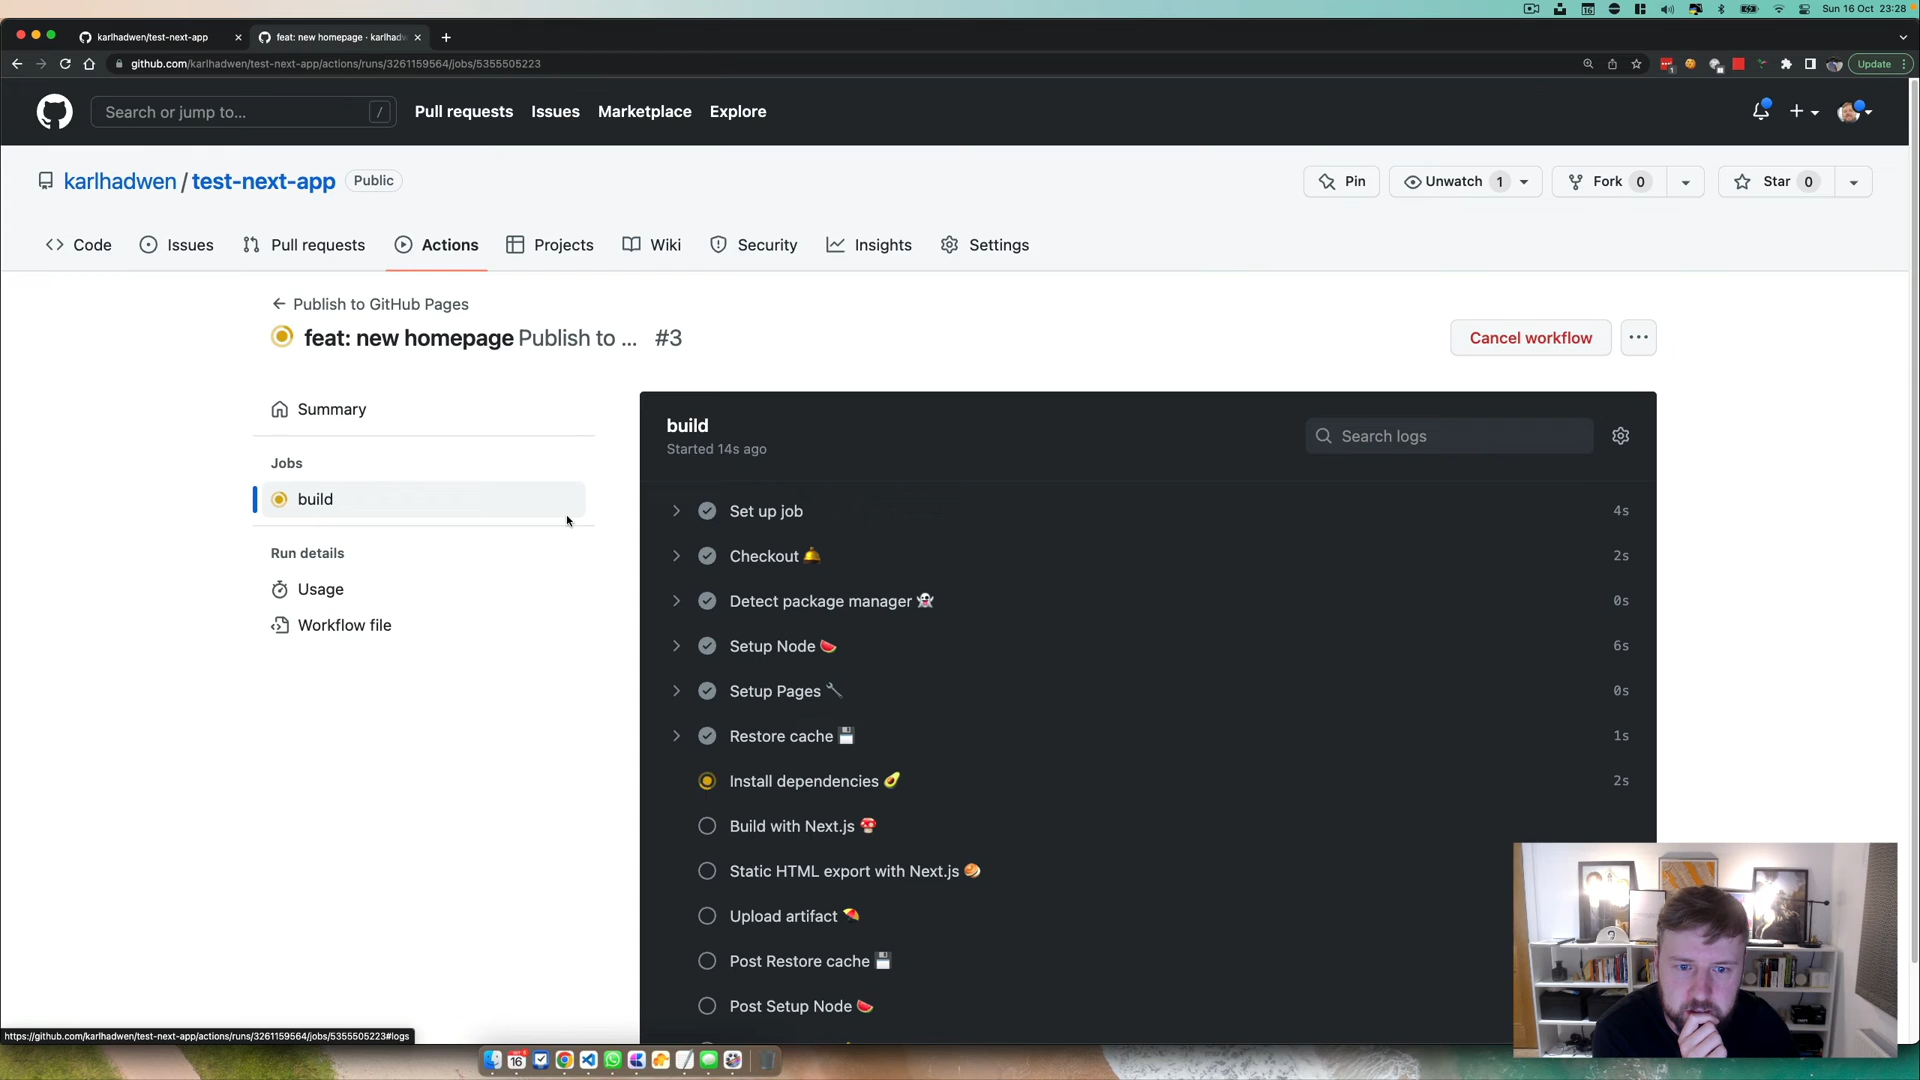 Sun 16 Oct 23:28
karlhadwen/test-next-app
feat: new homepage · karlhadw
github.com/karlhadwen/test-next-app/actions/runs/3261159564/jobs/5355505223
Update
Search or jump to...
/
Pull requests
Issues
Marketplace
Explore
karlhadwen / test-next-app
Public
Pin
Unwatch 1
Fork 0
Star 0
Code
Issues
Pull requests
Actions
Projects
Wiki
Security
Insights
Settings
← Publish to GitHub Pages
feat: new homepage Publish to ... #3
Cancel workflow
Summary
Jobs
build
Run details
Usage
Workflow file
build
Started 14s ago
Search logs
Set up job 4s
Checkout 🛎️ 2s
Detect package manager 👻 0s
Setup Node 🍉 6s
Setup Pages 🔧 0s
Restore cache 💾 1s
Install dependencies 🥑 2s
Build with Next.js 🍄
Static HTML export with Next.js 🥮
Upload artifact 🪁
Post Restore cache 💾
Post Setup Node 🍉
https://github.com/karlhadwen/test-next-app/actions/runs/3261159564/jobs/5355505223#logs
16